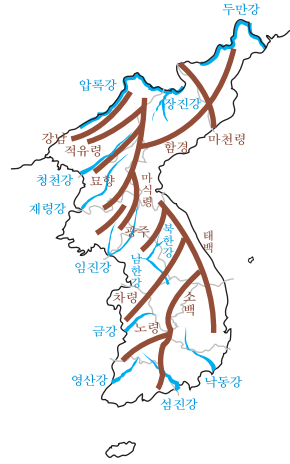 두만강
압록강
상진강
강남
적유령
함경
마천령
청천강
묘향
마식령
재령강
광주
북한강
태백
임진강
남한강
차령
소백
금강
노령
영산강
낙동강
섬진강